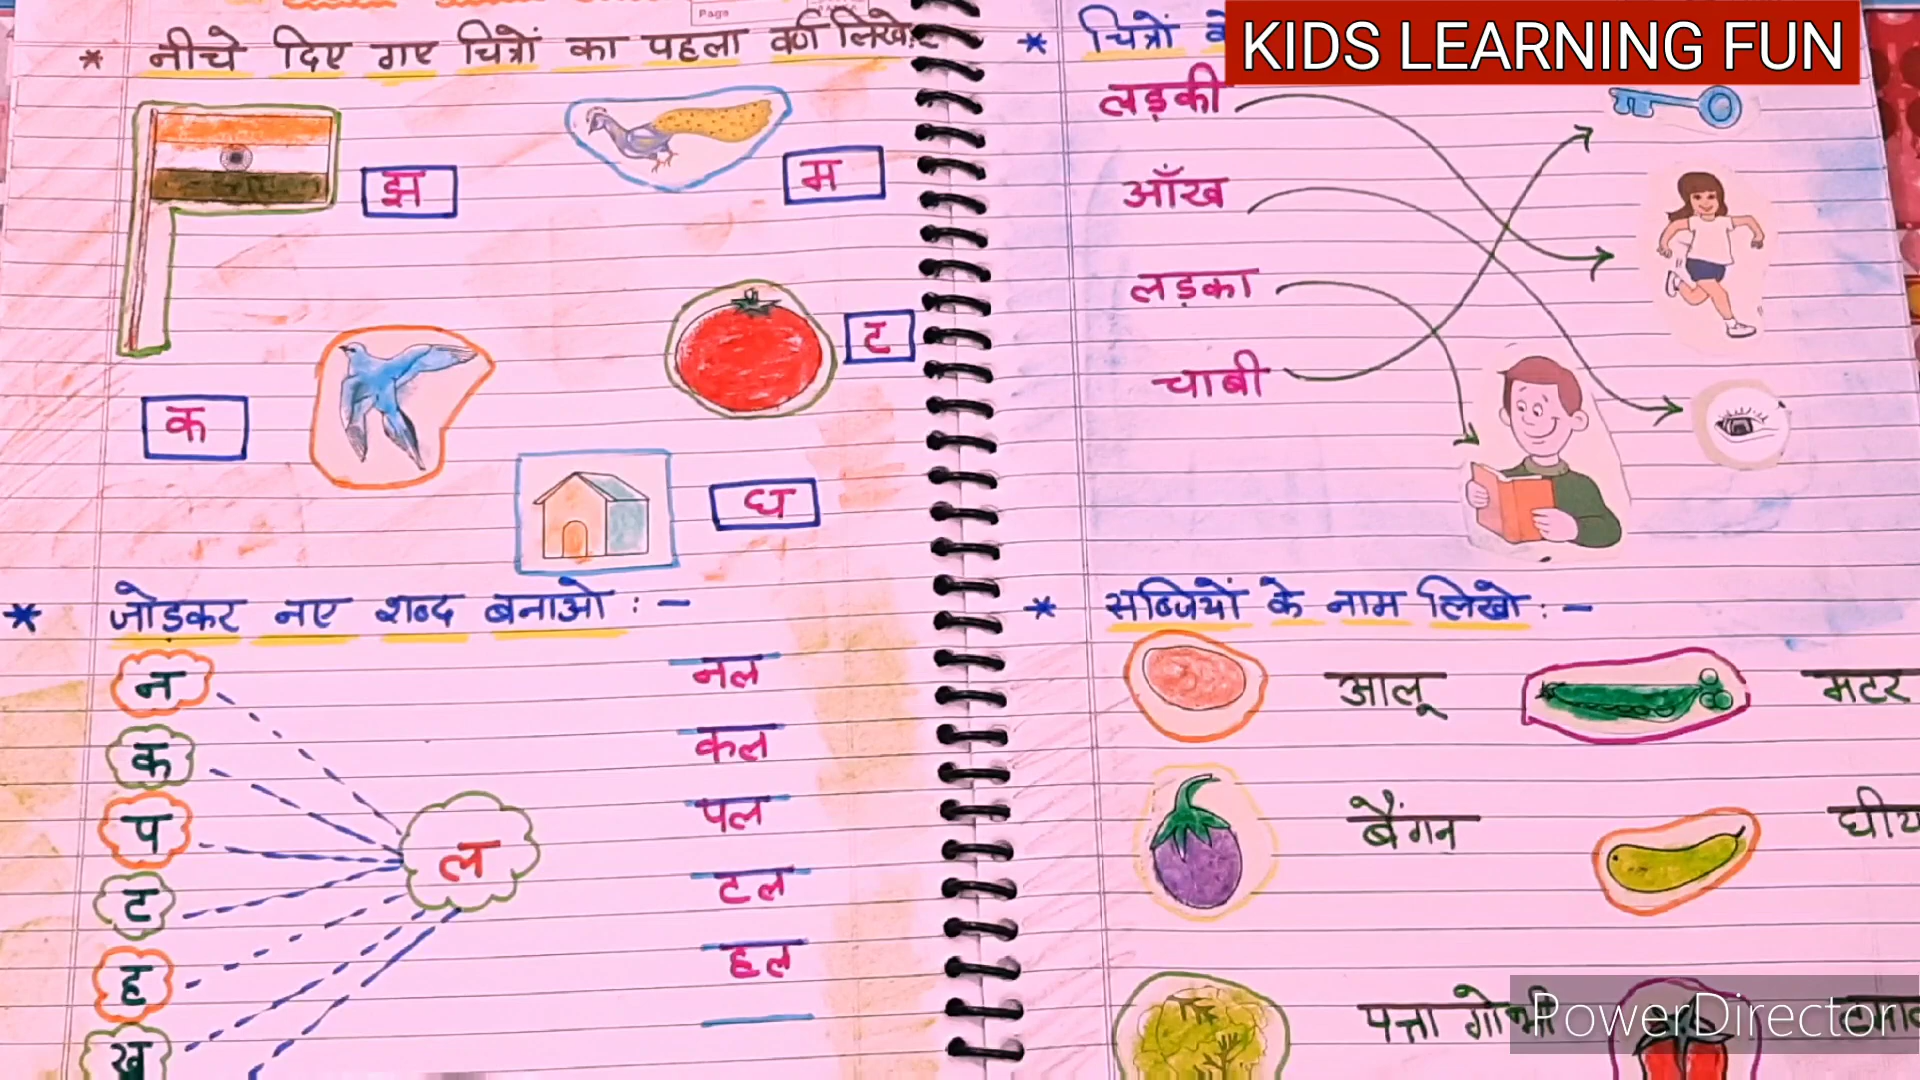 Page
* नीचे दिए गए चित्रों का पहला वर्ण लिखो:-
झ
म
ट
क
घ
* जोड़कर नए शब्द बनाओ :-
न
क
प
ट
ह
ख
ल
नल
कल
पल
टल
हल
* चित्रों
KIDS LEARNING FUN
लड़की
आँख
लड़का
चाबी
* सब्जियों के नाम लिखो :-
आलू मटर
बैंगन
पत्ता गोभी
PowerDirector